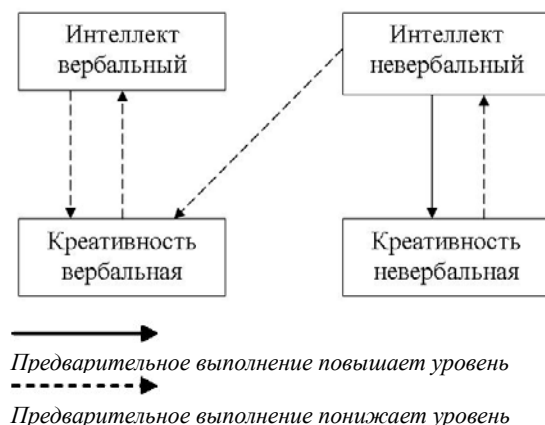 Интеллект
вербальный
Интеллект
невербальный
Креативность
вербальная
Креативность
невербальная
Предварительное выполнение повышает уровень
Предварительное выполнение понижает уровень